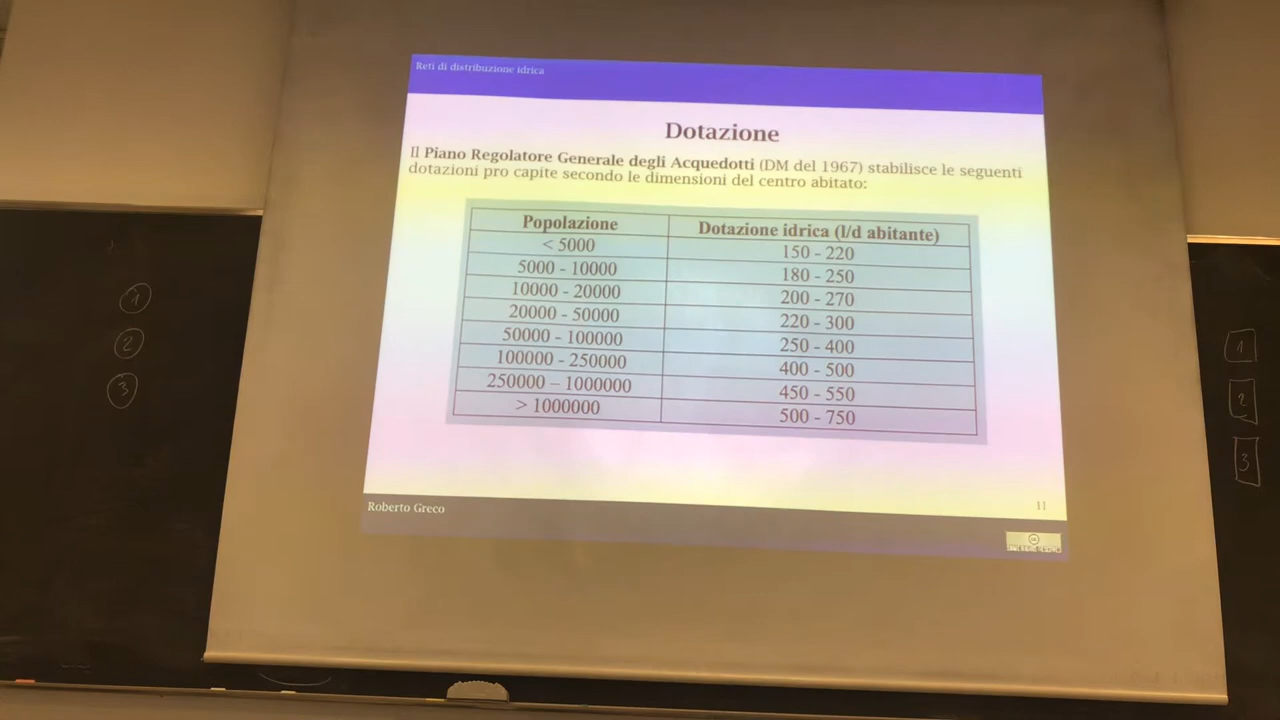 Reti di distribuzione idrica
Dotazione
Il Piano Regolatore Generale degli Acquedotti (DM del 1967) stabilisce le seguenti
dotazioni pro capite secondo le dimensioni del centro abitato:
Popolazione Dotazione idrica (l/d abitante)
< 5000 150 - 220
5000 - 10000 180 - 250
10000 - 20000 200 - 270
20000 - 50000 220 - 300
50000 - 100000 250 - 400
100000 - 250000 400 - 500
250000 – 1000000 450 - 550
> 1000000 500 - 750
Roberto Greco
11
cc
1
2
3
1
2
3